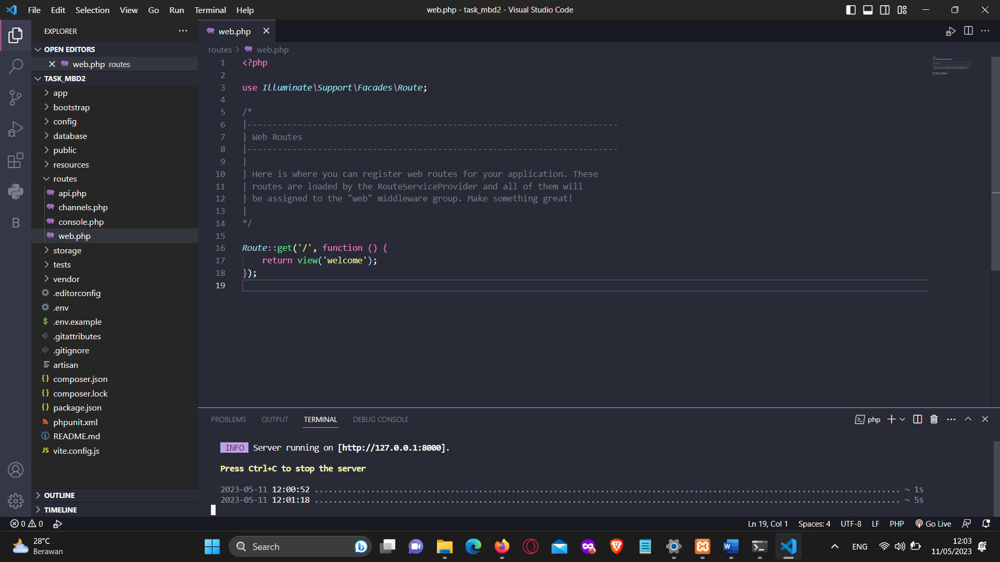 File Edit Selection View Go Run Terminal Help
web.php - task_mbd2 - Visual Studio Code
EXPLORER
OPEN EDITORS
web.php routes
TASK_MBD2
app
bootstrap
config
database
public
resources
routes
api.php
channels.php
console.php
web.php
storage
tests
vendor
.editorconfig
.env
$ .env.example
.gitattributes
.gitignore
artisan
{} composer.json
{} composer.lock
{} package.json
phpunit.xml
README.md
JS vite.config.js
OUTLINE
TIMELINE
B
web.php
routes > web.php
1 <?php
2
3 use Illuminate\Support\Facades\Route;
4
5 /*
6 |--------------------------------------------------------------------------
7 | Web Routes
8 |--------------------------------------------------------------------------
9 |
10 | Here is where you can register web routes for your application. These
11 | routes are loaded by the RouteServiceProvider and all of them will
12 | be assigned to the "web" middleware group. Make something great!
13 |
14 */
15
16 Route::get('/', function () {
17     return view('welcome');
18 });
19
PROBLEMS OUTPUT TERMINAL DEBUG CONSOLE
php
INFO Server running on [http://127.0.0.1:8000].
Press Ctrl+C to stop the server
2023-05-11 12:00:52 ........................................ ~ 1s
2023-05-11 12:01:18 ........................................ ~ 5s
0 0
Ln 19, Col 1 Spaces: 4 UTF-8 LF PHP Go Live
28°C
Berawan
Search
ENG
12:03
11/05/2023